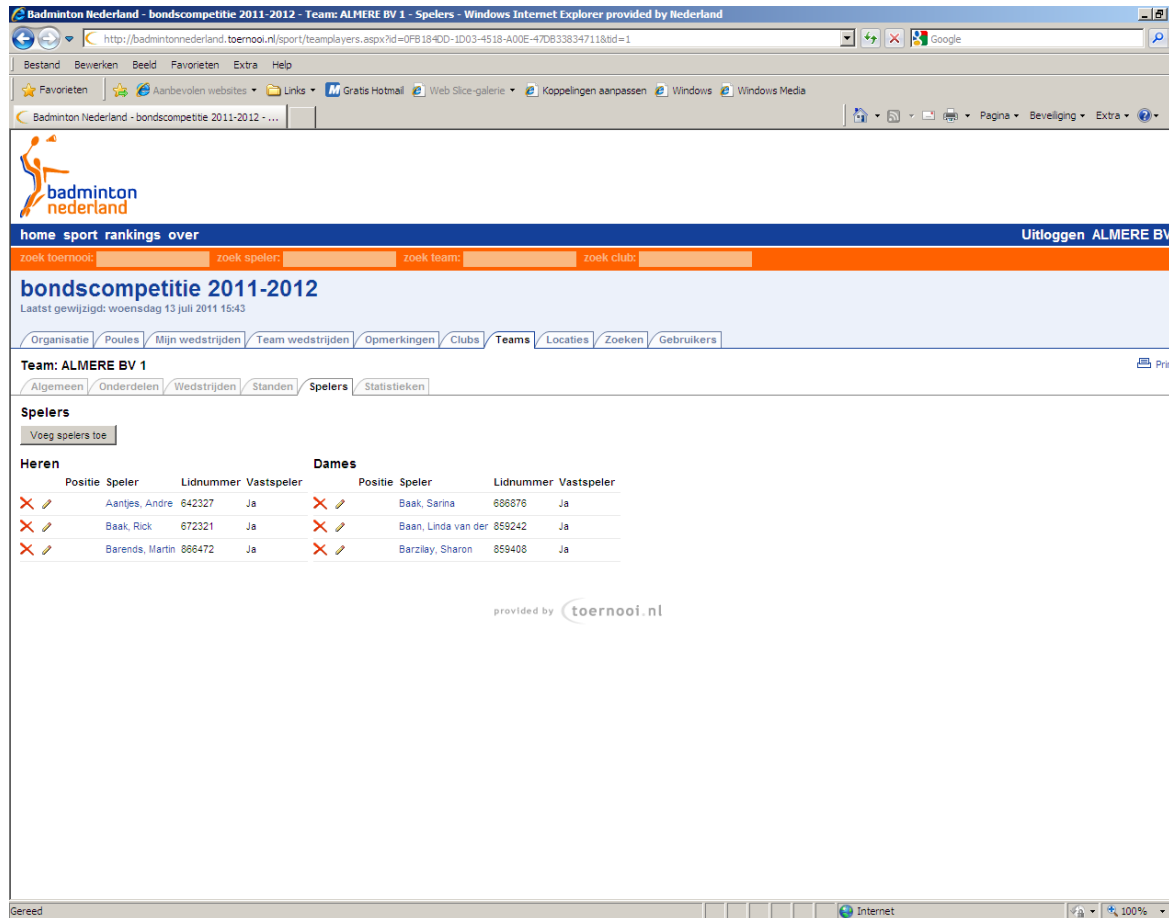 Badminton Nederland - bondscompetitie 2011-2012 - Team: ALMERE BV 1 - Spelers - Windows Internet Explorer provided by Nederland
http://badmintonnederland.toernooi.nl/sport/teamplayers.aspx?id=0FB184DD-1D03-4518-A00E-47DB33834711&tid=1 Google
Bestand Bewerken Beeld Favorieten Extra Help
Favorieten Aanbevolen websites Links Gratis Hotmail Web Slice-galerie Koppelingen aanpassen Windows Windows Media
Badminton Nederland - bondscompetitie 2011-2012 - ... Pagina Beveiliging Extra
badminton
nederland
home sport rankings over Uitloggen ALMERE BV
zoek toernooi: zoek speler: zoek team: zoek club:
bondscompetitie 2011-2012
Laatst gewijzigd: woensdag 13 juli 2011 15:43
Organisatie Poules Mijn wedstrijden Team wedstrijden Opmerkingen Clubs Teams Locaties Zoeken Gebruikers
Team: ALMERE BV 1 Prin
Algemeen Onderdelen Wedstrijden Standen Spelers Statistieken
Spelers
Voeg spelers toe
Heren Dames
Positie Speler Lidnummer Vastspeler Positie Speler Lidnummer Vastspeler
Aantjes, Andre 642327 Ja Baak, Sarina 686876 Ja
Baak, Rick 672321 Ja Baan, Linda van der 859242 Ja
Barends, Martin 866472 Ja Barzilay, Sharon 859408 Ja
provided by toernooi.nl
Gereed Internet 100%